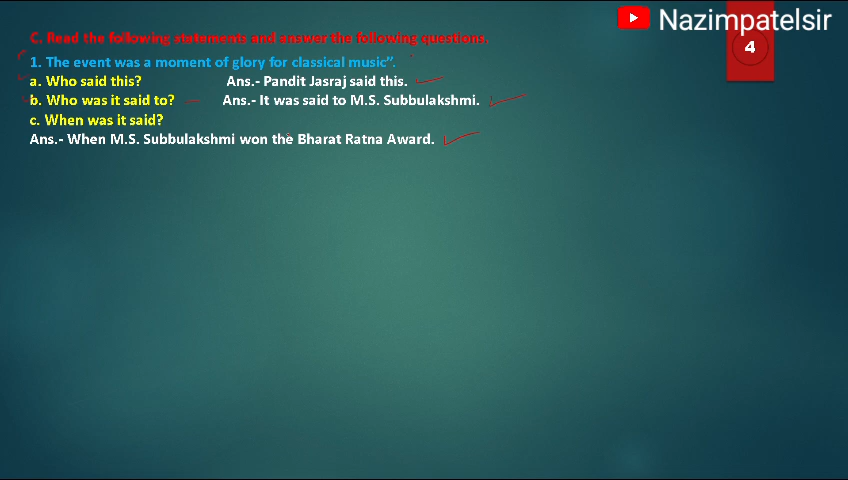 Nazimpatelsir
4
C. Read the following statements and answer the following questions.
1. The event was a moment of glory for classical music”.
a. Who said this? Ans.- Pandit Jasraj said this.
b. Who was it said to? Ans.- It was said to M.S. Subbulakshmi.
c. When was it said?
Ans.- When M.S. Subbulakshmi won the Bharat Ratna Award.